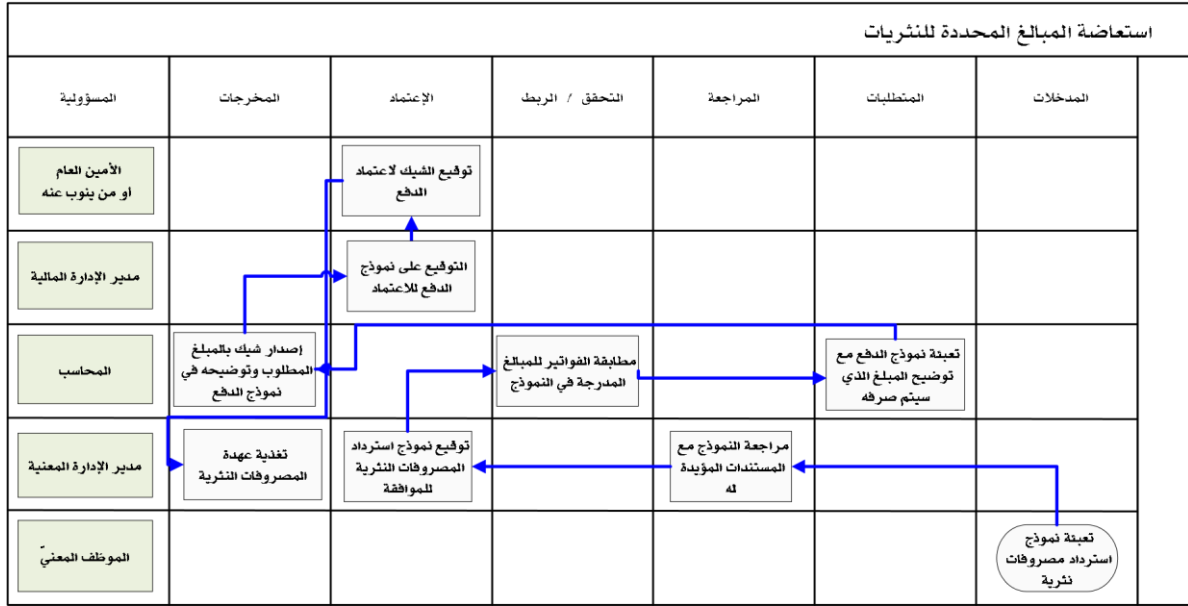 استعاضة المبالغ المحددة للنثريات
المدخلات
المتطلبات
المراجعة
التحقق / الربط
الإعتماد
المخرجات
المسؤولية
توقيع الشيك لاعتماد
الدفع
الأمين العام
او من ينوب عنه
التوقيع على نموذج
الدفع للاعتماد
مدير الإدارة المالية
تعبئة نموذج الدفع مع
توضيح المبلغ الذي
سيتم صرفه
مطابقة الفواتير للمبالغ
المدرجة في النموذج
إصدار شيك بالمبلغ
المطلوب وتوضيحه في
نموذج الدفع
المحاسب
مراجعة النموذج مع
المستندات المؤيدة
له
توقيع نموذج استرداد
المصروفات النثرية
للموافقة
تغذية عهدة
المصروفات النثرية
مدير الإدارة المعنية
تعبئة نموذج
استرداد مصروفات
نثرية
الموظف المعنيّ